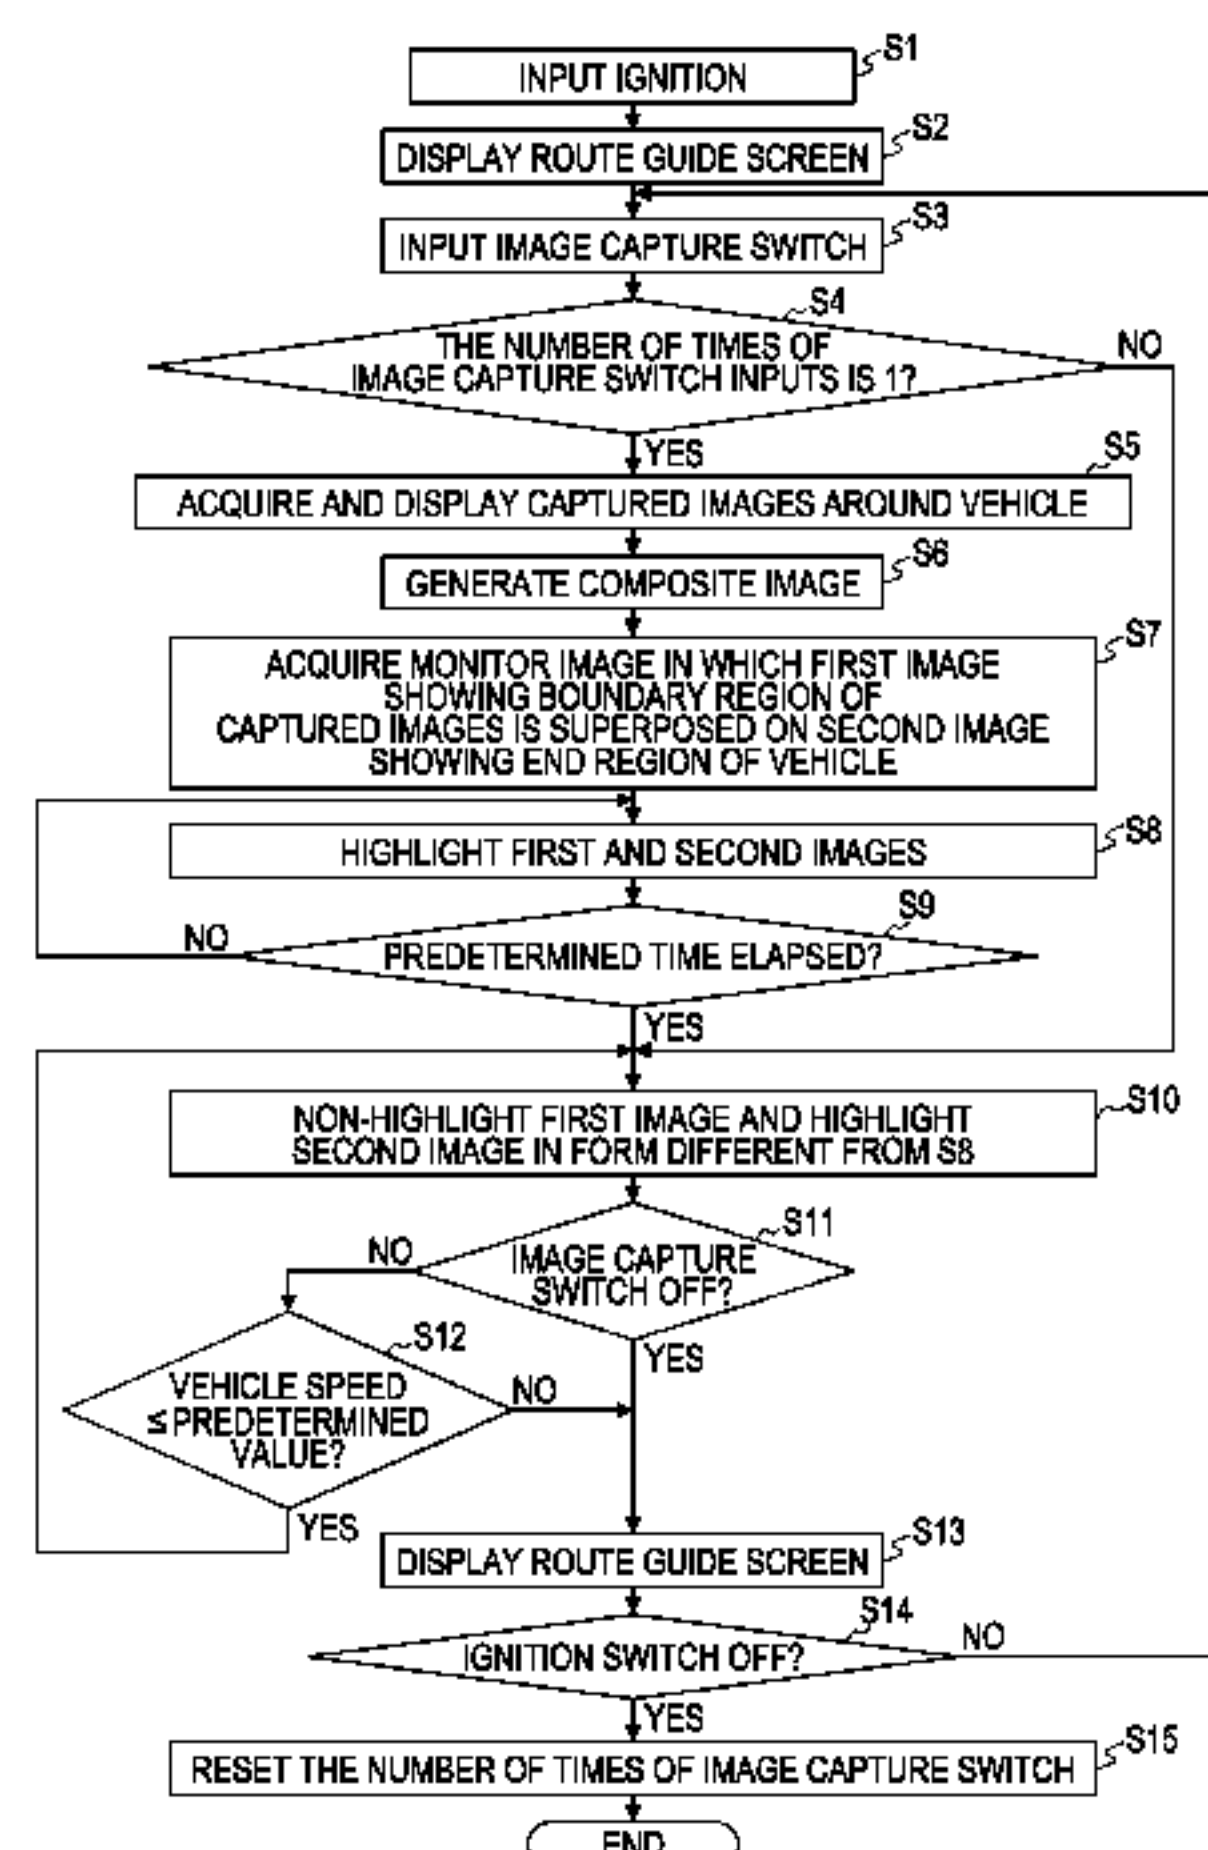 S1
INPUT IGNITION
S2
DISPLAY ROUTE GUIDE SCREEN
S3
INPUT IMAGE CAPTURE SWITCH
S4
THE NUMBER OF TIMES OF
IMAGE CAPTURE SWITCH INPUTS IS 1?
NO
YES
S5
ACQUIRE AND DISPLAY CAPTURED IMAGES AROUND VEHICLE
S6
GENERATE COMPOSITE IMAGE
S7
ACQUIRE MONITOR IMAGE IN WHICH FIRST IMAGE
SHOWING BOUNDARY REGION OF
CAPTURED IMAGES IS SUPERPOSED ON SECOND IMAGE
SHOWING END REGION OF VEHICLE
S8
HIGHLIGHT FIRST AND SECOND IMAGES
S9
NO
PREDETERMINED TIME ELAPSED?
YES
S10
NON-HIGHLIGHT FIRST IMAGE AND HIGHLIGHT
SECOND IMAGE IN FORM DIFFERENT FROM S8
S11
NO
IMAGE CAPTURE
SWITCH OFF?
YES
S12
VEHICLE SPEED
≤ PREDETERMINED
VALUE?
NO
YES
S13
DISPLAY ROUTE GUIDE SCREEN
S14
IGNITION SWITCH OFF?
NO
YES
S15
RESET THE NUMBER OF TIMES OF IMAGE CAPTURE SWITCH
END